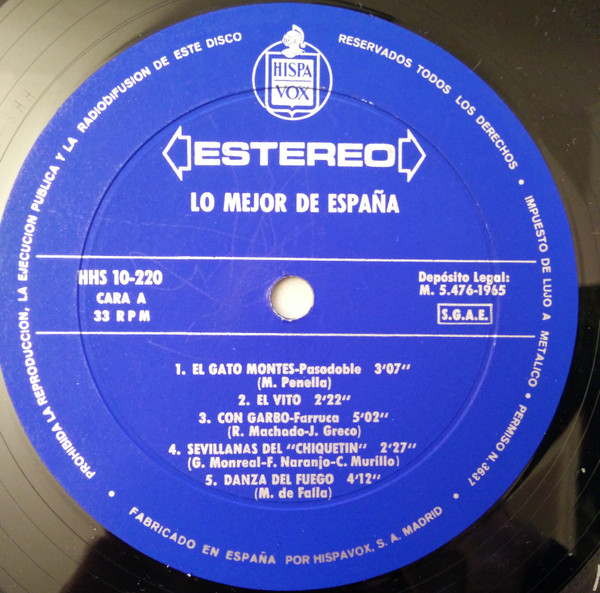 HISPA
VOX
ESTEREO
LO MEJOR DE ESPAÑA
HHS 10-220
CARA A
33 RPM
Depósito Legal:
M. 5.476-1965
S.G.A.E.
1. EL GATO MONTES-Pasodoble 3'07"
(M. Penella)
2. EL VITO 2'22"
3. CON GARBO-Farruca 5'02"
(R. Machado-J. Greco)
4. SEVILLANAS DEL "CHIQUETIN" 2'27"
(G. Monreal-F. Naranjo-C. Murillo)
5. DANZA DEL FUEGO 4'12"
(M. de Falla)
PROHIBIDA LA REPRODUCCION, LA EJECUCION PUBLICA Y LA RADIODIFUSION DE ESTE DISCO
RESERVADOS TODOS LOS DERECHOS • IMPUESTO DE LUJO A METALICO • PERMISO N. 3637
• FABRICADO EN ESPAÑA POR HISPAVOX, S. A. MADRID •